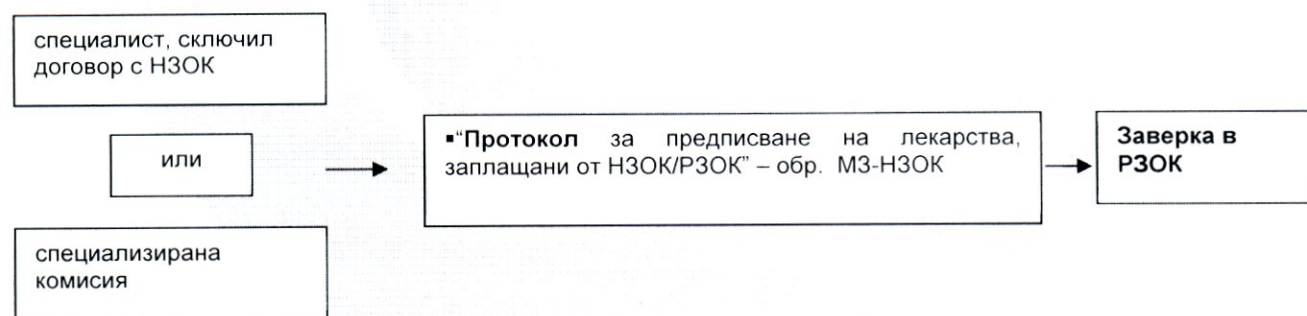 специалист, сключил
договор с НЗОК
или
специализирана
комисия
▪“Протокол за предписване на лекарства,
заплащани от НЗОК/РЗОК” – обр. МЗ-НЗОК
Заверка в
РЗОК